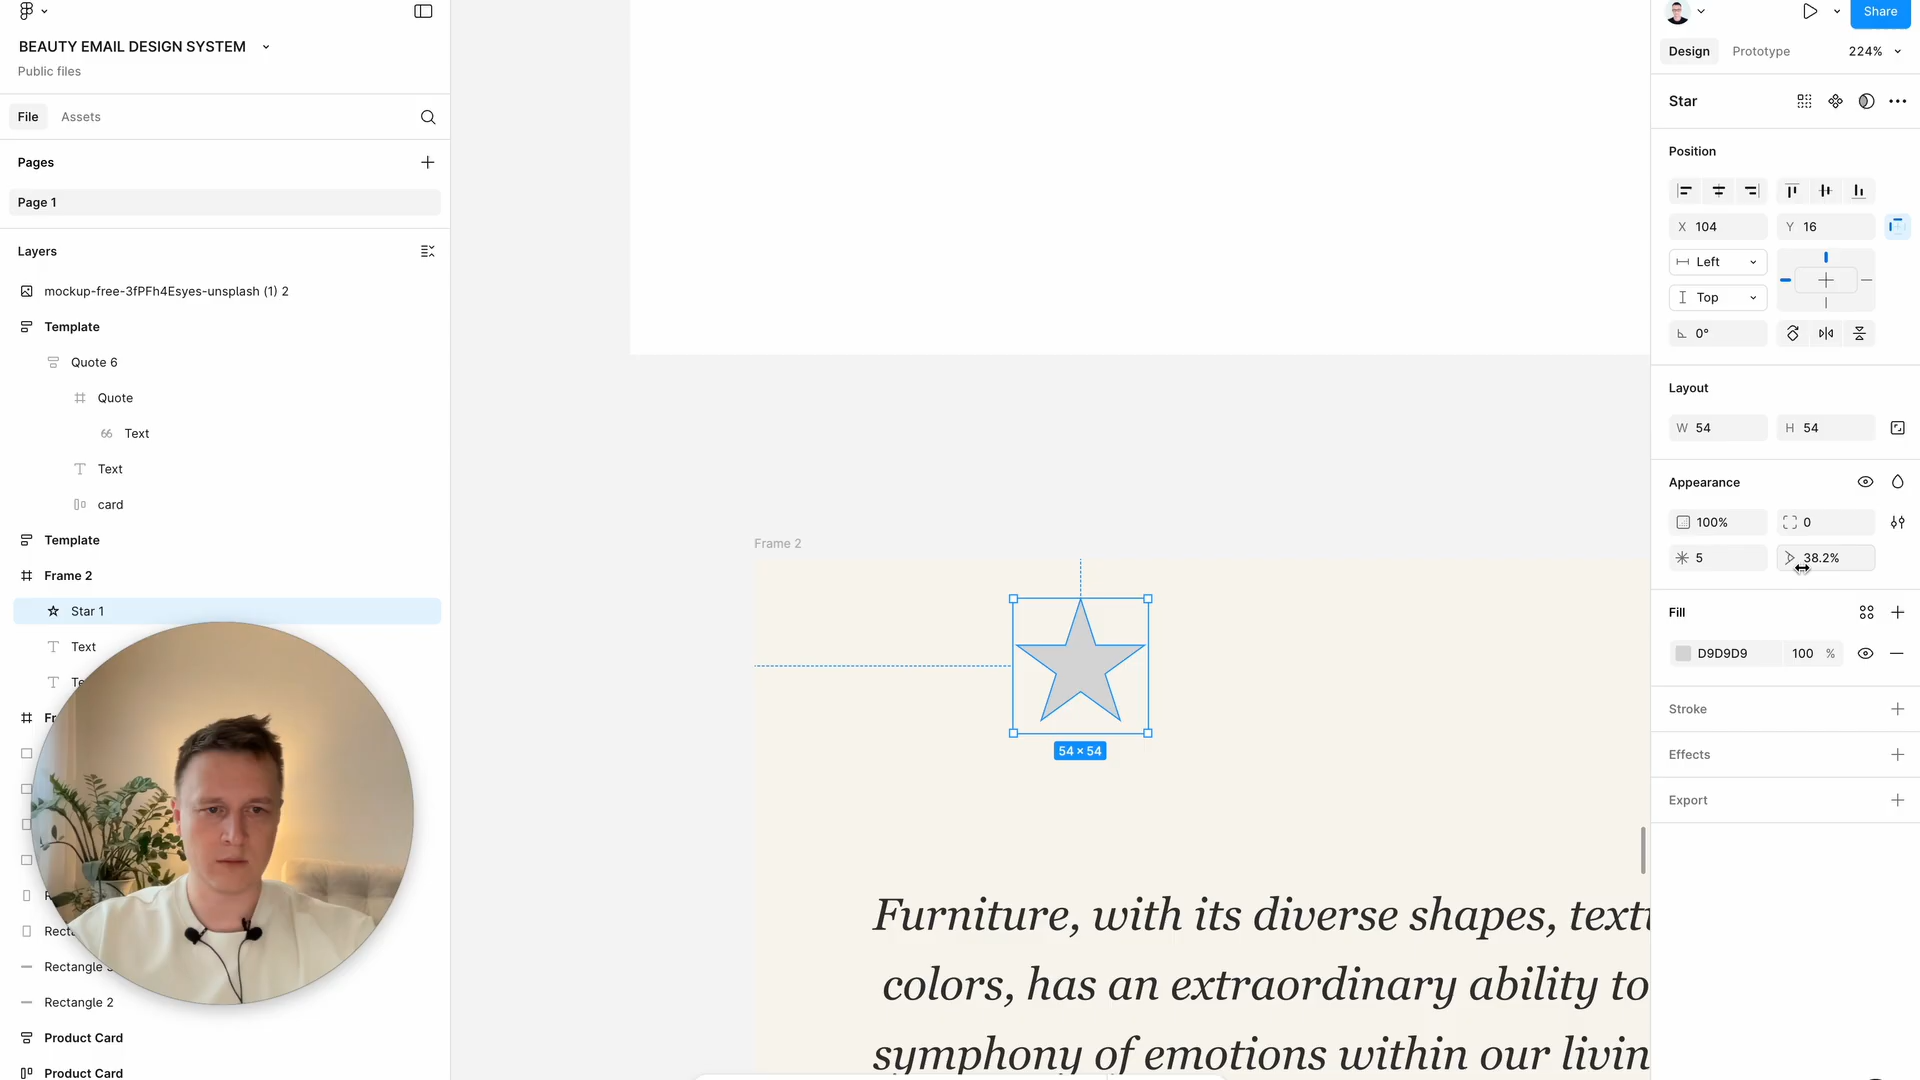 BEAUTY EMAIL DESIGN SYSTEM
Public files
File
Assets
Pages
Page 1
Layers
mockup-free-3fPFh4Esyes-unsplash (1) 2
Template
Quote 6
Quote
Text
Text
card
Template
Frame 2
Star 1
Text
Te
Fr
R
Rect
Rectangle
Rectangle 2
Product Card
Product Card
Frame 2
54 × 54
Furniture, with its diverse shapes, text
colors, has an extraordinary ability to
symphony of emotions within our livin
Share
Design
Prototype
224%
Star
Position
X 104
Y 16
Left
Top
0°
Layout
W 54
H 54
Appearance
100%
0
5
38.2%
Fill
D9D9D9
100 %
Stroke
Effects
Export